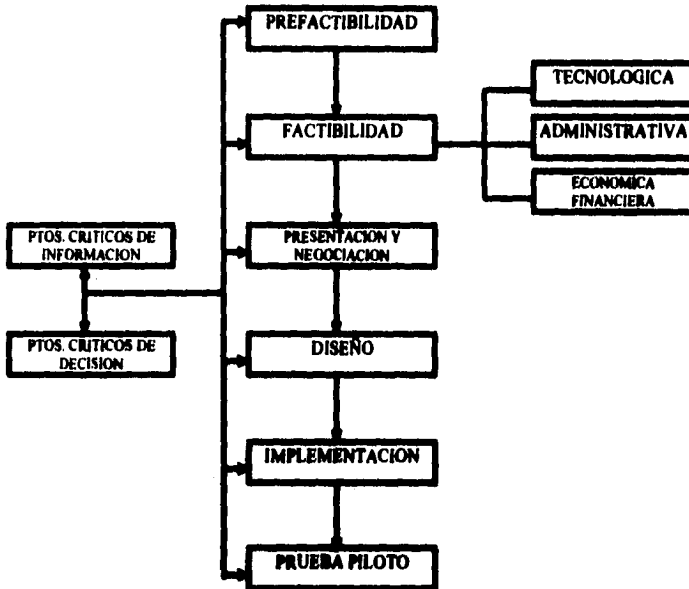 PREFACTIBILIDAD
TECNOLOGICA
FACTIBILIDAD
ADMINISTRATIVA
ECONOMICA
FINANCIERA
PTOS. CRITICOS DE
INFORMACION
PRESENTACION Y
NEGOCIACION
PTOS. CRITICOS DE
DECISION
DISEÑO
IMPLEMENTACION
PRUEBA PILOTO